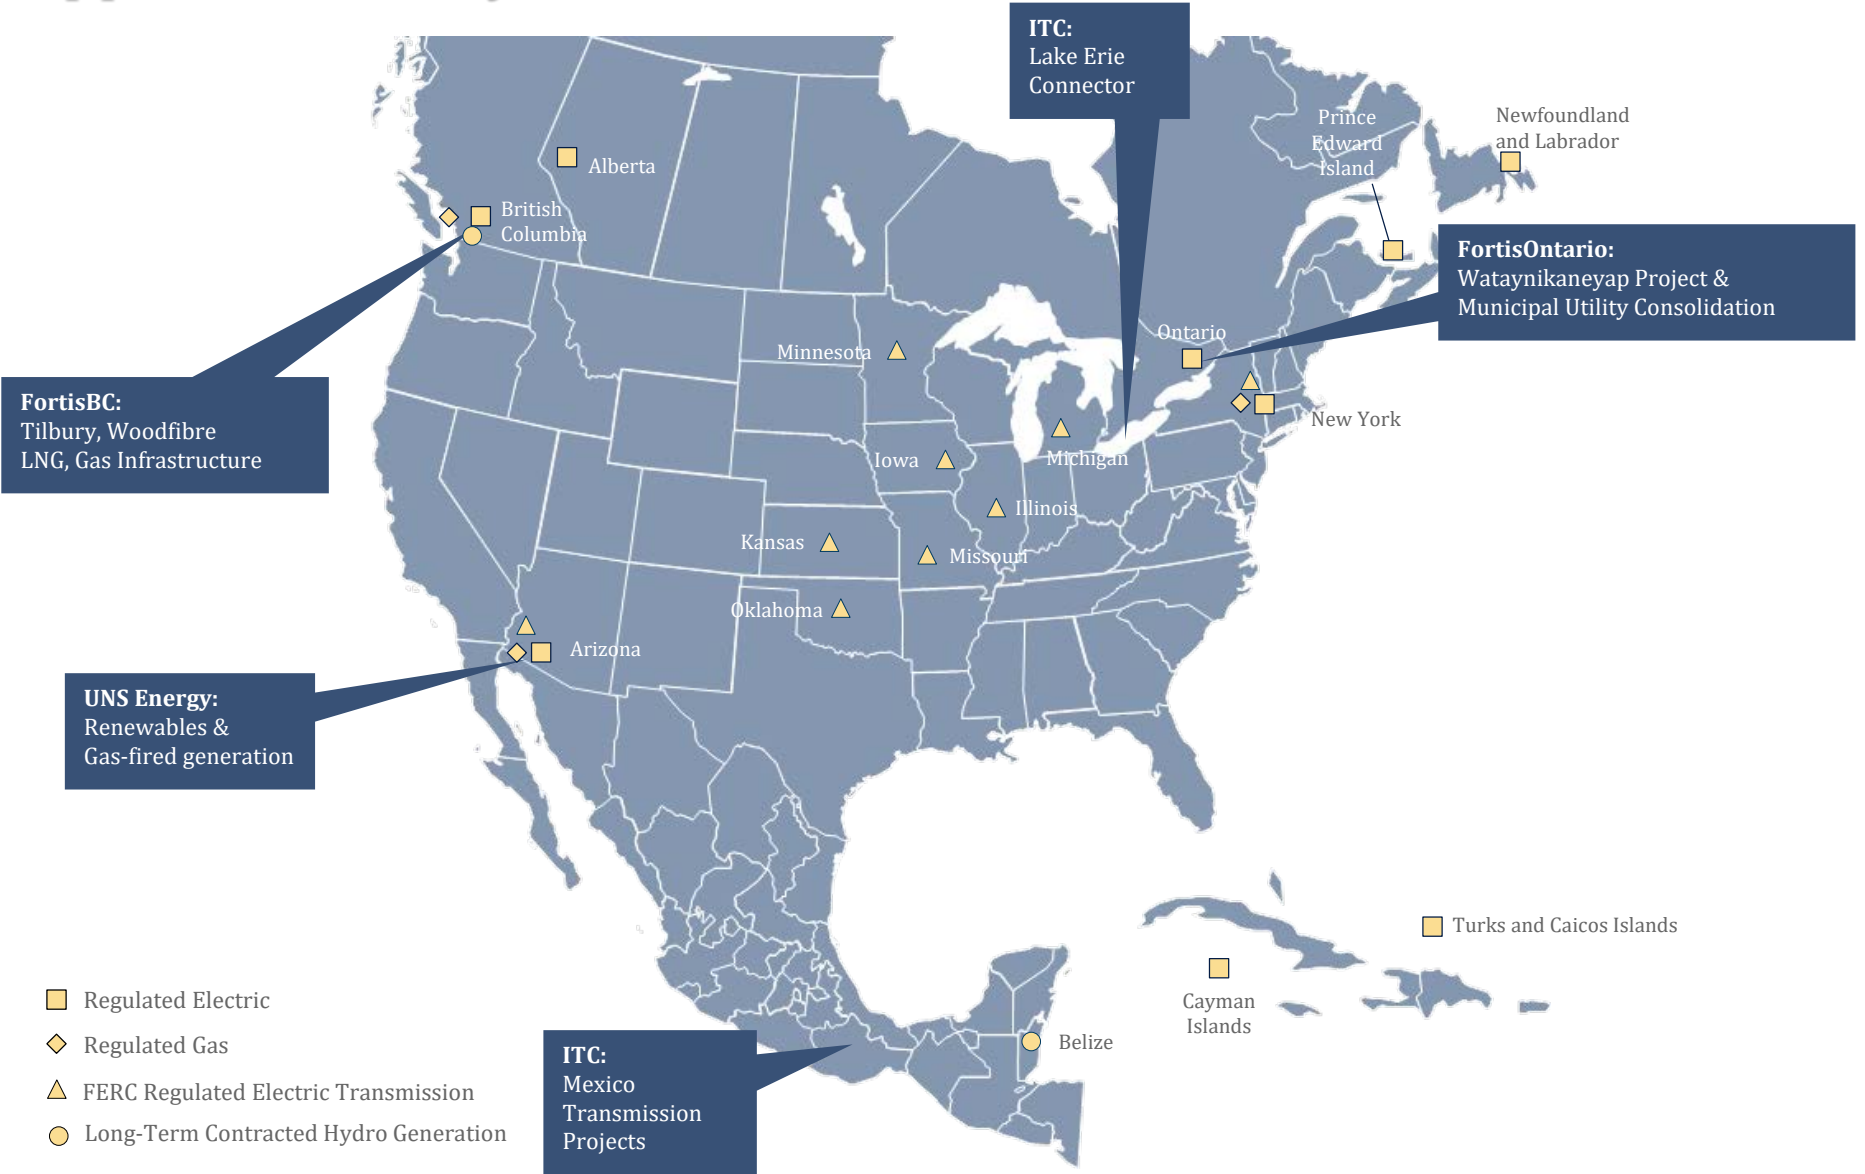 ITC:
Lake Erie
Connector
Prince
Edward
Island
Newfoundland
and Labrador
Alberta
British
Columbia
FortisOntario:
Wataynikaneyap Project &
Municipal Utility Consolidation
Ontario
Minnesota
FortisBC:
Tilbury, Woodfibre
LNG, Gas Infrastructure
New York
Iowa
Michigan
Illinois
Kansas
Missouri
Oklahoma
Arizona
UNS Energy:
Renewables &
Gas-fired generation
Turks and Caicos Islands
Cayman
Islands
Belize
Regulated Electric
Regulated Gas
FERC Regulated Electric Transmission
Long-Term Contracted Hydro Generation
ITC:
Mexico
Transmission
Projects